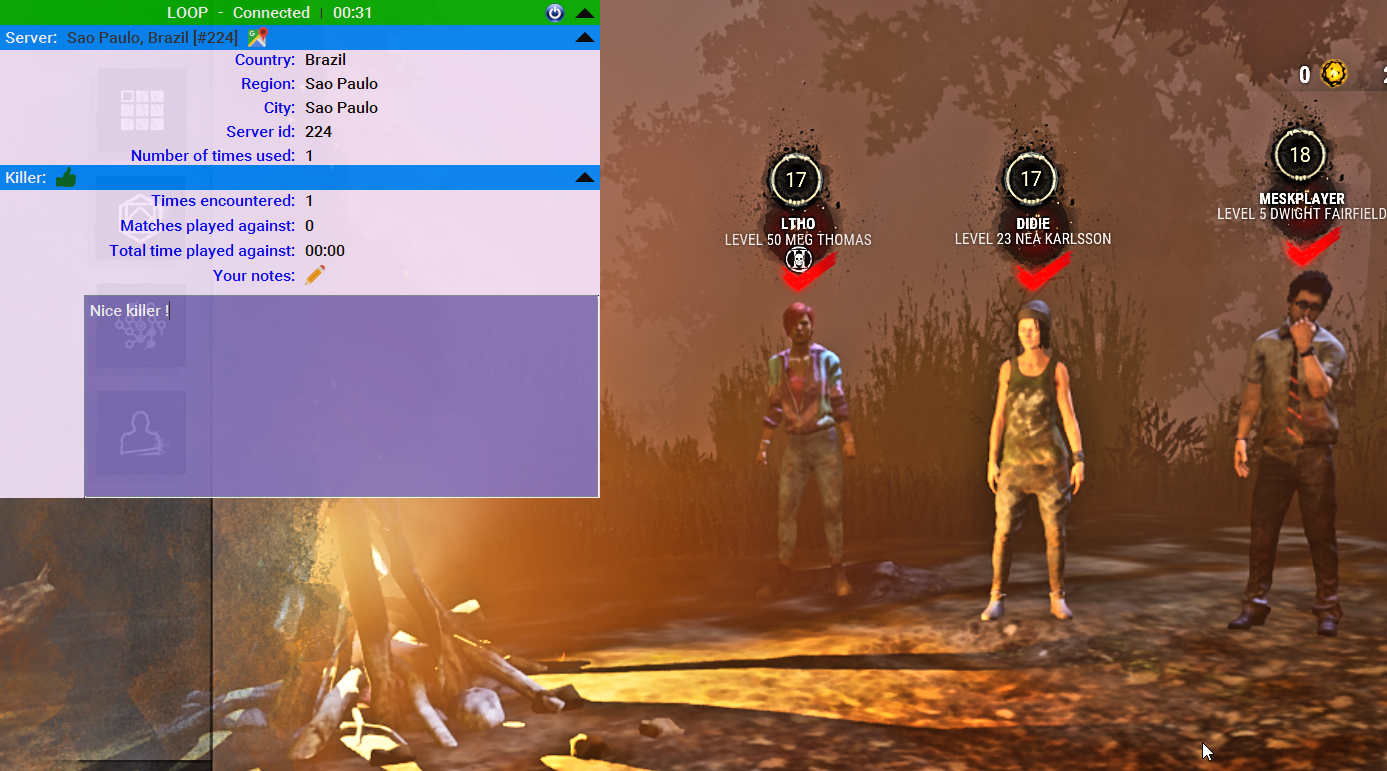 LOOP - Connected | 00:31
Server: Sao Paulo, Brazil [#224]
Country: Brazil
Region: Sao Paulo
City: Sao Paulo
Server id: 224
Number of times used: 1
Killer:
Times encountered: 1
Matches played against: 0
Total time played against: 00:00
Your notes:
Nice killer !
0
17
LTHO
LEVEL 50 MEG THOMAS
17
DIDIE
LEVEL 23 NEA KARLSSON
18
MESKPLAYER
LEVEL 5 DWIGHT FAIRFIELD